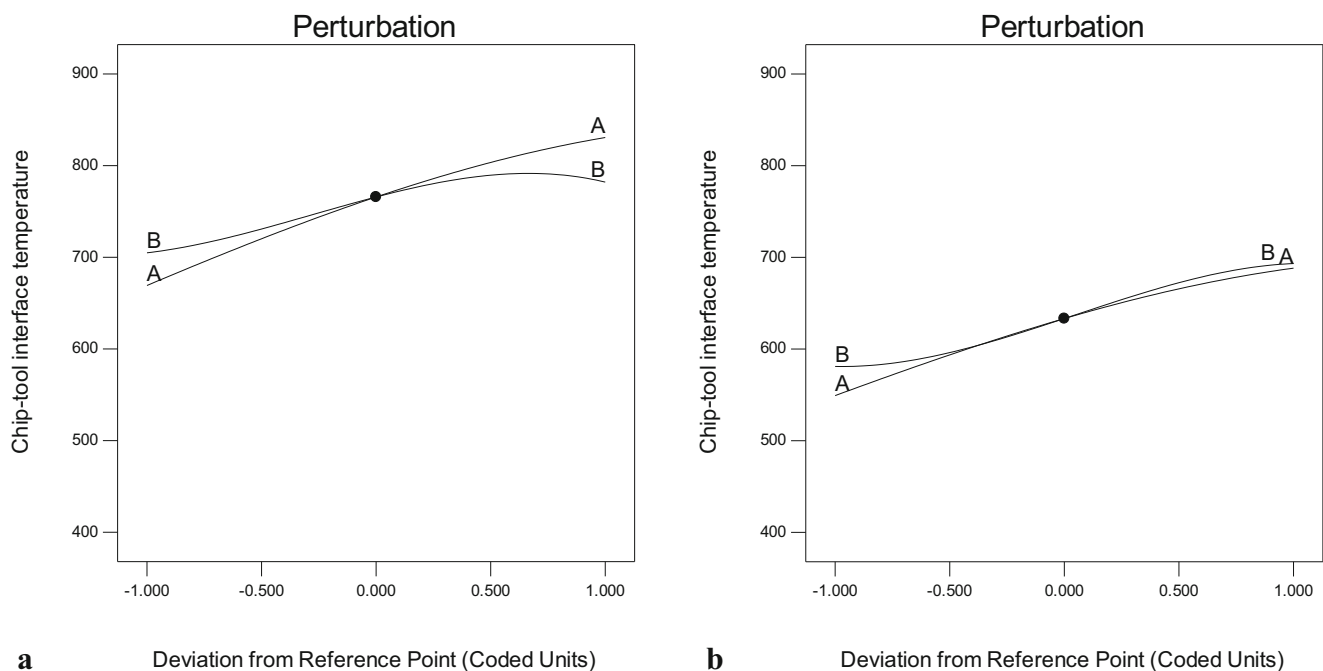 Perturbation
Chip-tool interface temperature
900
800
700
600
500
400
A
B
B
A
-1.000
-0.500
0.000
0.500
1.000
a
Deviation from Reference Point (Coded Units)
Perturbation
Chip-tool interface temperature
900
800
700
600
500
400
B
A
B
A
-1.000
-0.500
0.000
0.500
1.000
b
Deviation from Reference Point (Coded Units)